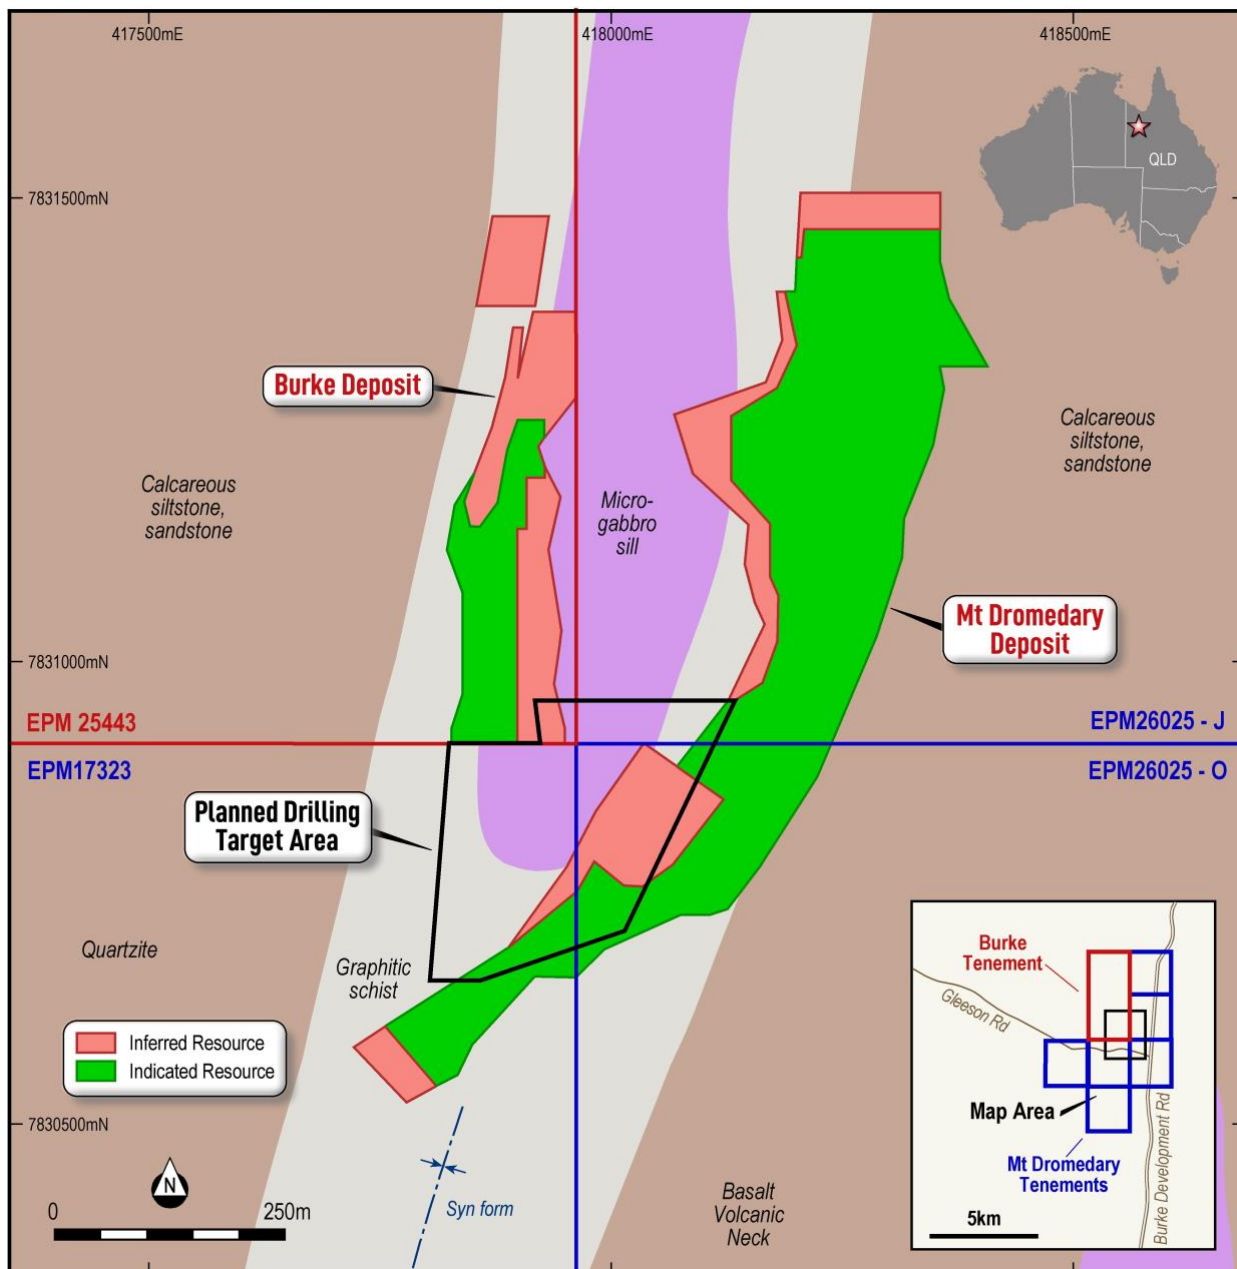 417500mE
418000mE
418500mE
QLD
7831500mN
Burke Deposit
Calcareous
siltstone,
sandstone
Calcareous
siltstone,
sandstone
Micro-
gabbro
sill
Mt Dromedary
Deposit
7831000mN
EPM 25443
EPM26025 - J
EPM17323
EPM26025 - O
Planned Drilling
Target Area
Quartzite
Graphitic
schist
Inferred Resource
Indicated Resource
7830500mN
N
0
250m
Syn form
Basalt
Volcanic
Neck
Burke
Tenement
Gleeson Rd
Map Area
Mt Dromedary
Tenements
Burke Development Rd
5km